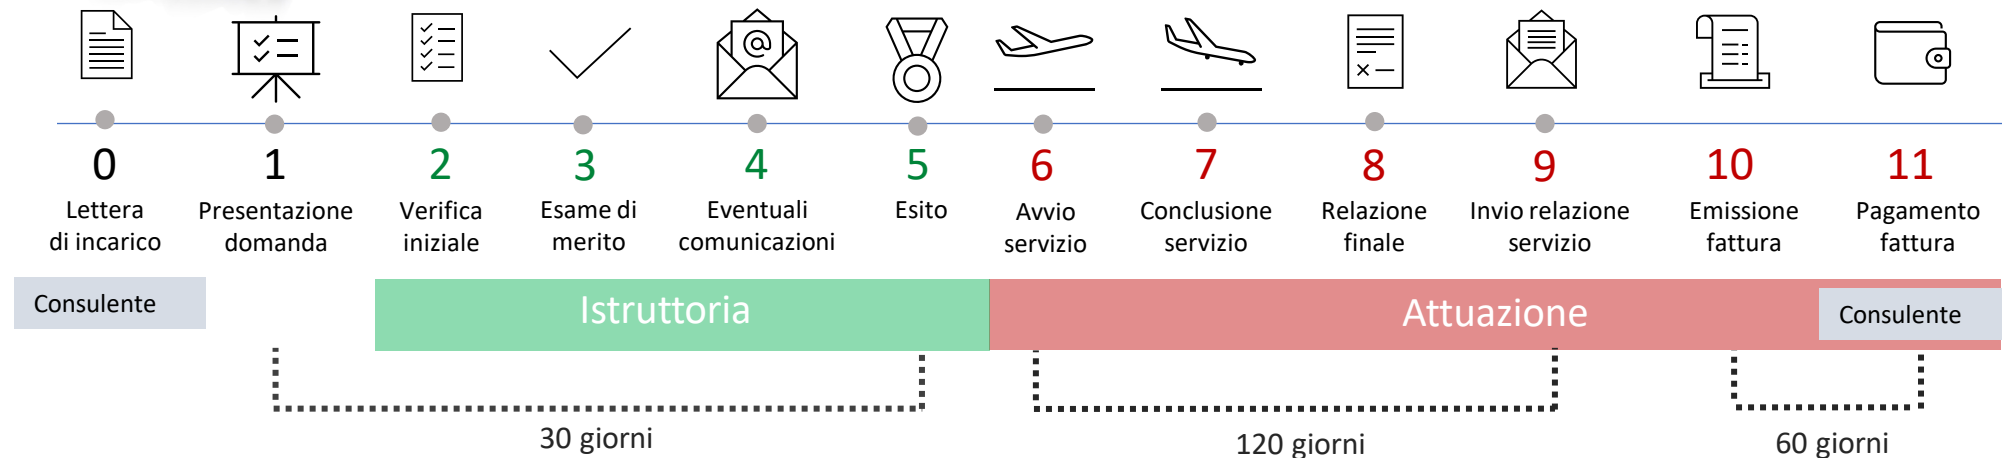 0
1
2
3
4
5
6
7
8
9
10
11
Lettera
di incarico
Presentazione
domanda
Verifica
iniziale
Esame di
merito
Eventuali
comunicazioni
Esito
Avvio
servizio
Conclusione
servizio
Relazione
finale
Invio relazione
servizio
Emissione
fattura
Pagamento
fattura
Consulente
Istruttoria
Attuazione
Consulente
30 giorni
120 giorni
60 giorni